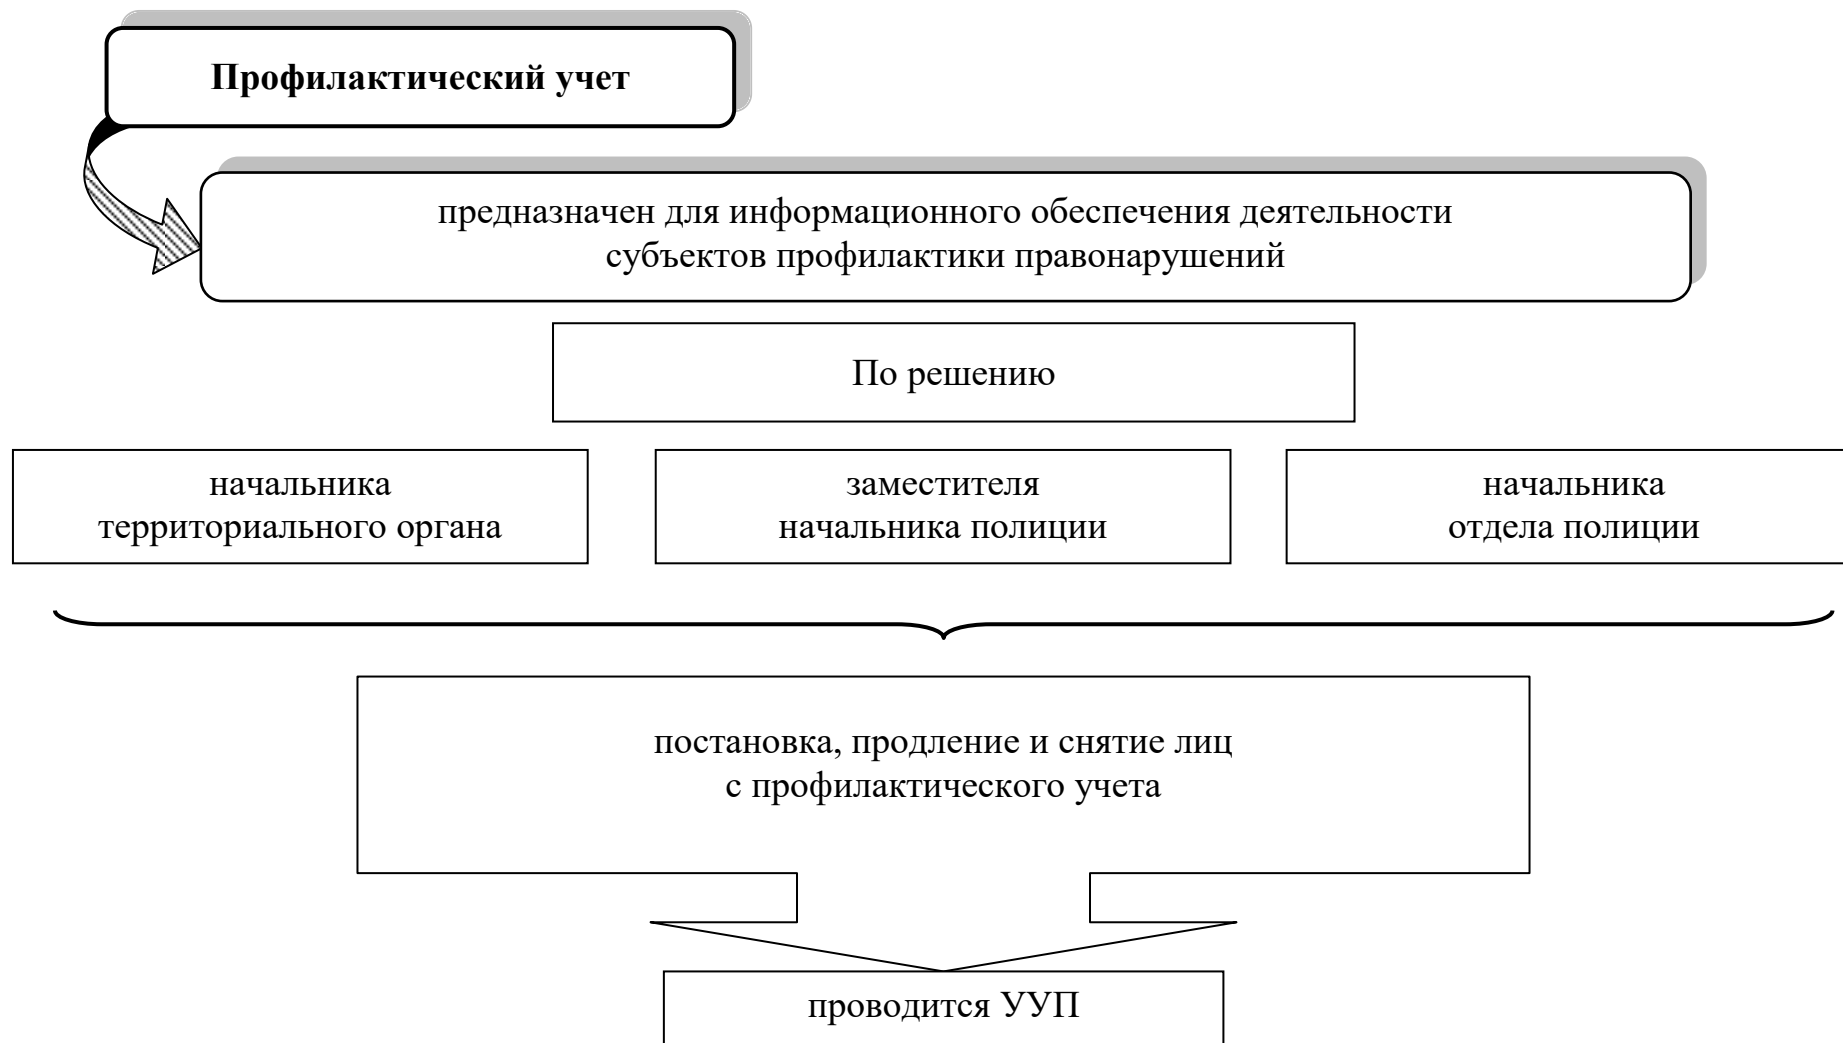 Профилактический учет
предназначен для информационного обеспечения деятельности
субъектов профилактики правонарушений
По решению
начальника
территориального органа
заместителя
начальника полиции
начальника
отдела полиции
постановка, продление и снятие лиц
с профилактического учета
проводится УУП